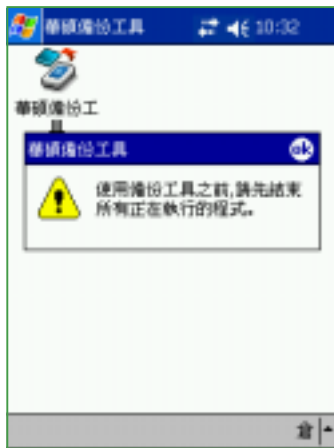 華碩備份工具 10:32
華碩備份工
具
華碩備份工具 ok
使用備份工具之前,請先結束
所有正在執行的程式。
倉